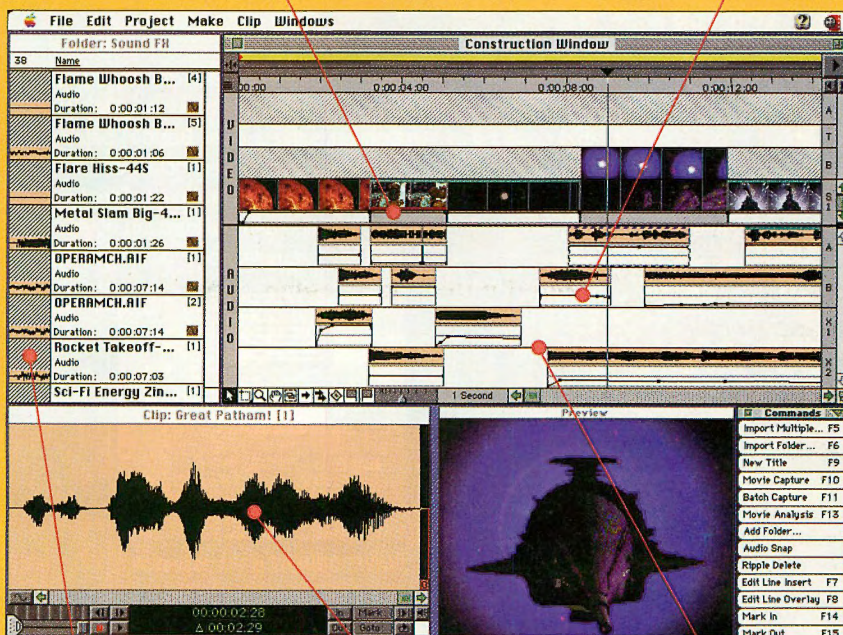 File Edit Project Make Clip Windows
Folder: Sound FX
38 Name
Flame Whoosh B... [4]
Audio
Duration: 0:00:01:12
Flame Whoosh B... [5]
Audio
Duration: 0:00:01:06
Flare Hiss-44S [1]
Audio
Duration: 0:00:01:22
Metal Slam Big-4... [1]
Audio
Duration: 0:00:01:26
OPERAMCH.AIF [1]
Audio
Duration: 0:00:07:14
OPERAMCH.AIF [2]
Audio
Duration: 0:00:07:14
Rocket Takeoff-... [1]
Audio
Duration: 0:00:07:03
Sci-Fi Energy Zin... [1]
Construction Window
0:00:04:00 0:00:08:00 0:00:12:00
VIDEO
A
T
B
S1
AUDIO
A
B
X1
X2
1 Second
Clip: Great Patham! [1]
00:00:02:28
Δ 00:00:02:29
In Mark
Out Goto
Preview
Commands
Import Multiple... F5
Import Folder... F6
New Title F9
Movie Capture F10
Batch Capture F11
Movie Analysis F13
Add Folder...
Audio Snap
Ripple Delete
Edit Line Insert F7
Edit Line Overlay F8
Mark In F14
Mark Out F15